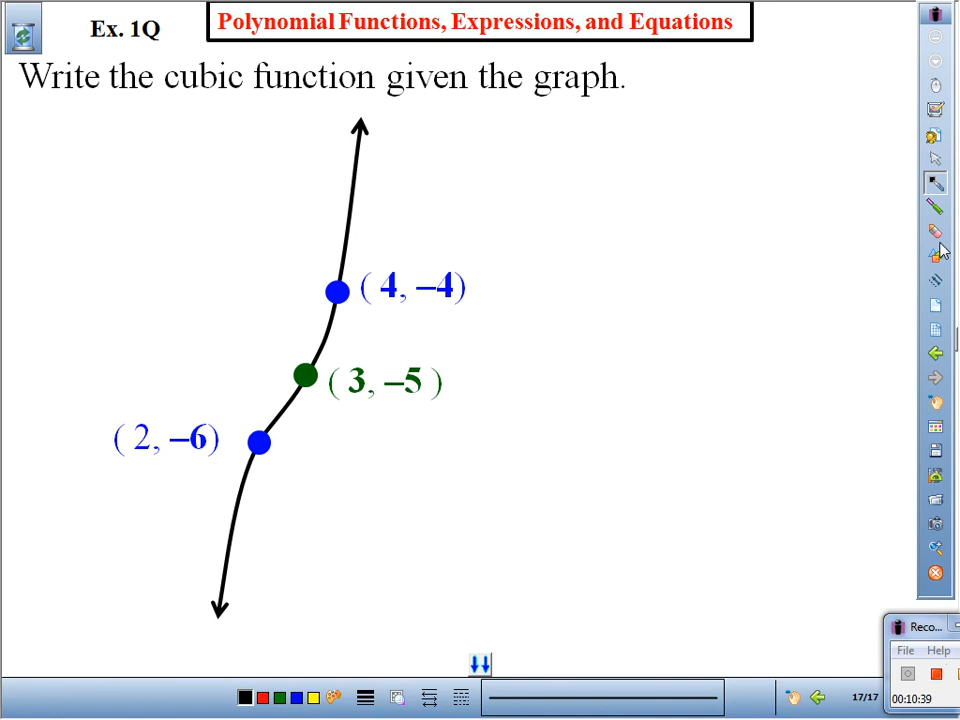 Ex. 1Q
Polynomial Functions, Expressions, and Equations
Write the cubic function given the graph.
( 4, –4)
( 3, –5 )
( 2, –6)
Reco...
File Help
17/17
00:10:39